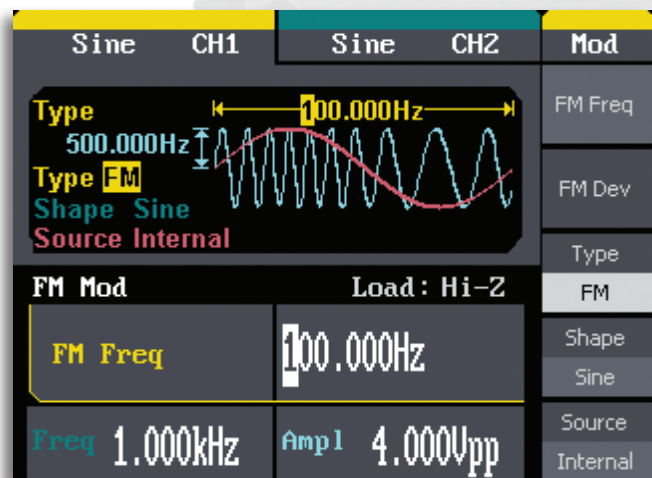 Sine CH1 Sine CH2 Mod
Type
100.000Hz
500.000Hz
Type FM
Shape Sine
Source Internal
FM Mod Load: Hi-Z
FM Freq 100.000Hz
Freq 1.000kHz Ampl 4.000Vpp
FM Freq
FM Dev
Type
FM
Shape
Sine
Source
Internal